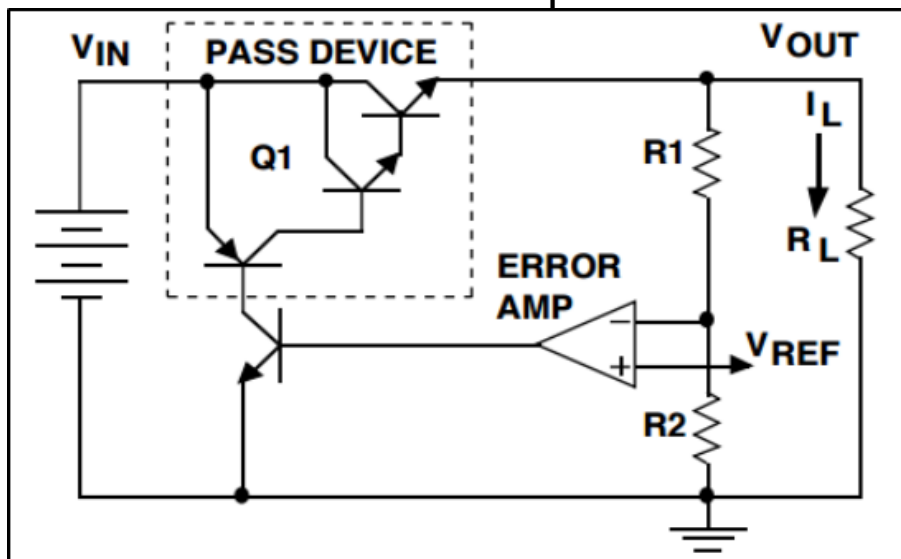 VIN
PASS DEVICE
VOUT
IL
Q1
R1
RL
ERROR
AMP
−
+
VREF
R2